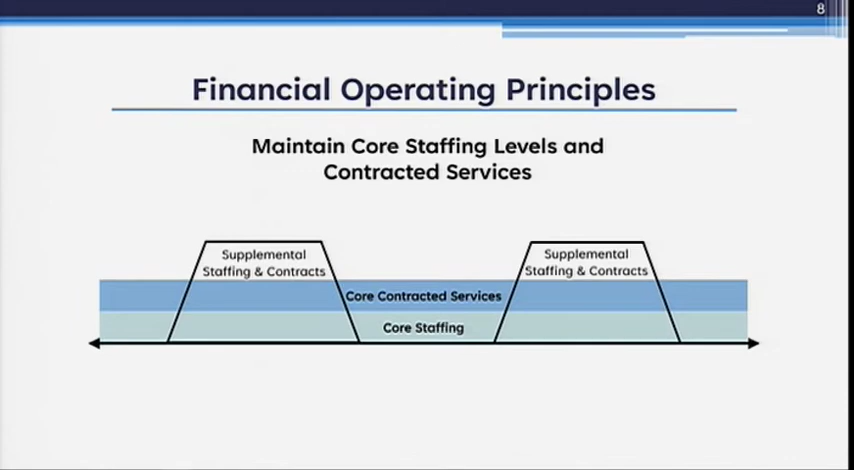 8
Financial Operating Principles
Maintain Core Staffing Levels and
Contracted Services
Supplemental
Staffing & Contracts
Supplemental
Staffing & Contracts
Core Contracted Services
Core Staffing